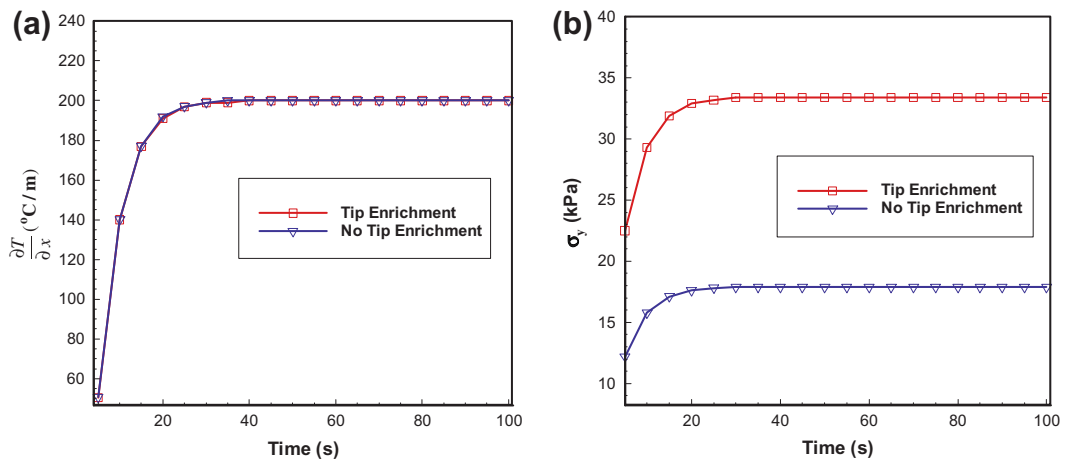 (a)
240
220
200
180
160
140
120
100
80
60
20
40
60
80
100
∂T/∂x (°C/m)
Time (s)
Tip Enrichment
No Tip Enrichment
(b)
40
35
30
25
20
15
10
20
40
60
80
100
σy (kPa)
Time (s)
Tip Enrichment
No Tip Enrichment